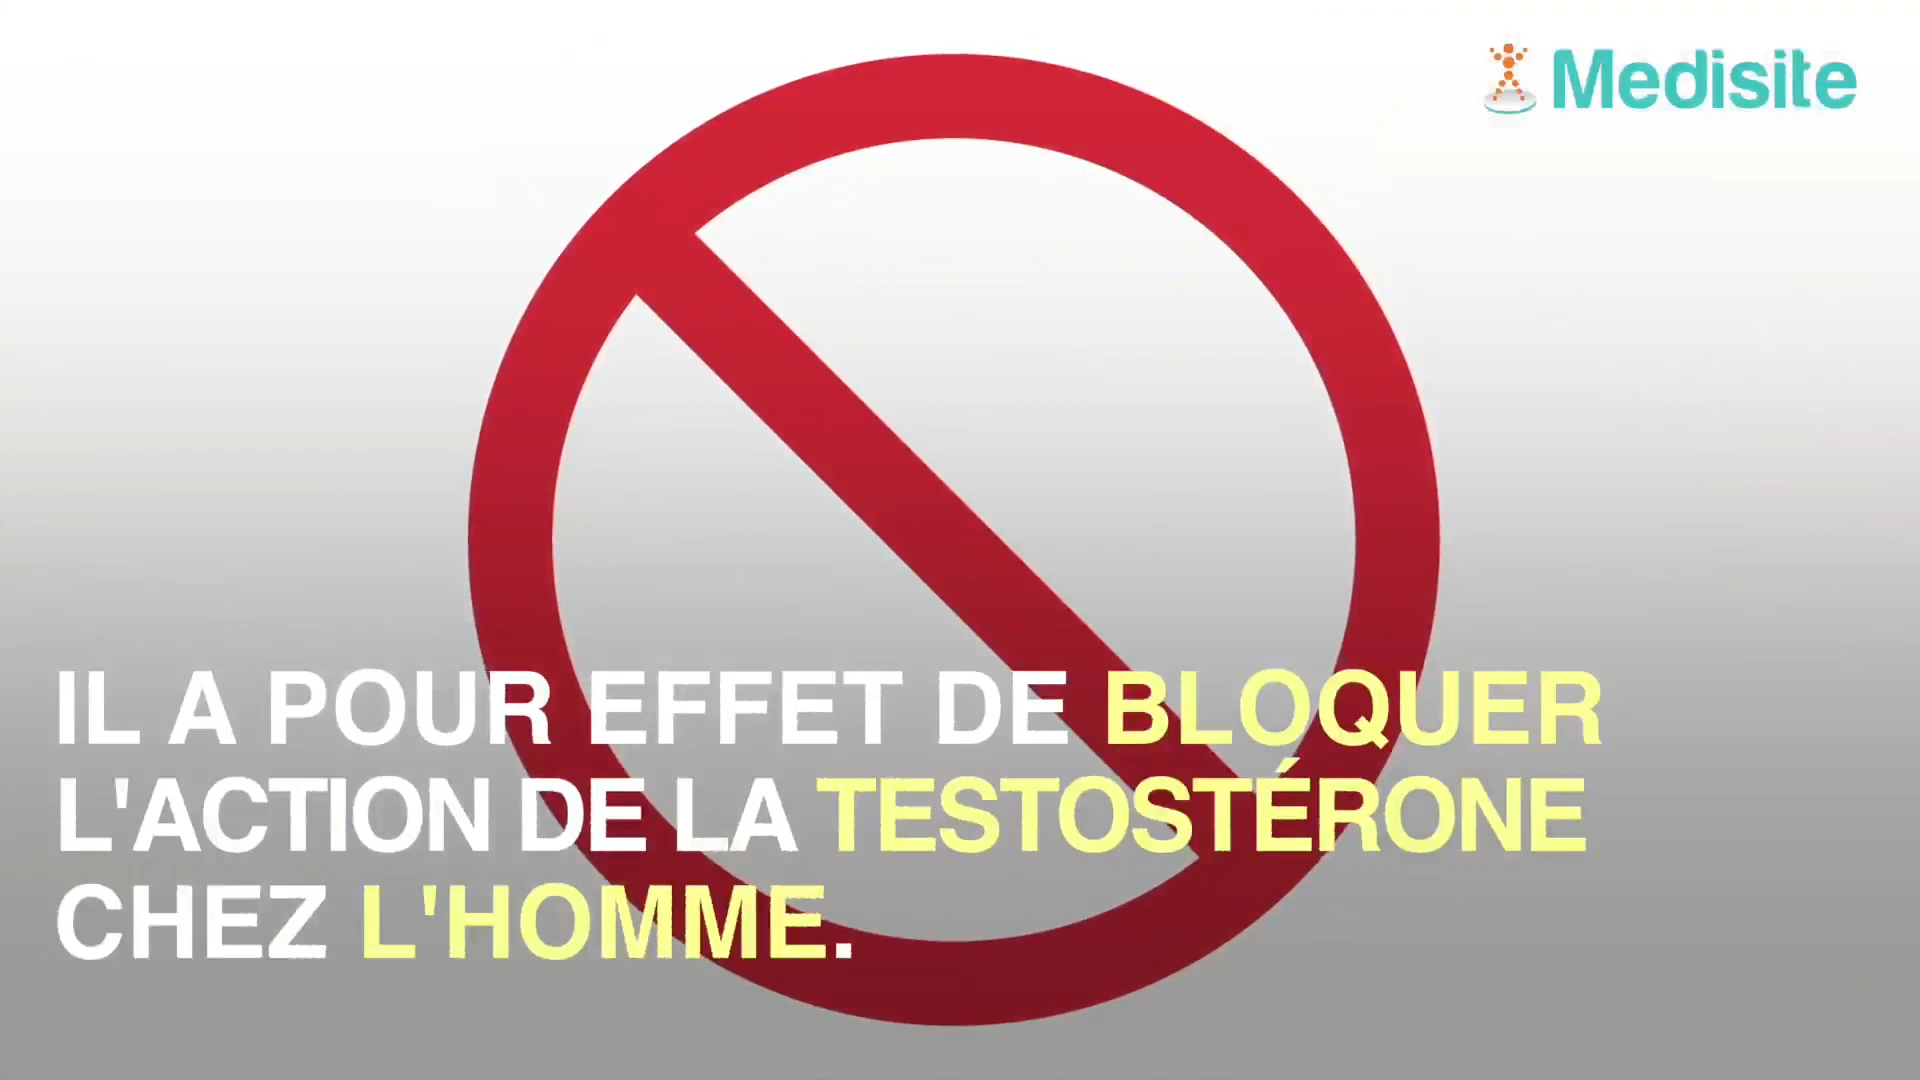 Medisite
IL A POUR EFFET DE BLOQUER
L'ACTION DE LA TESTOSTÉRONE
CHEZ L'HOMME.